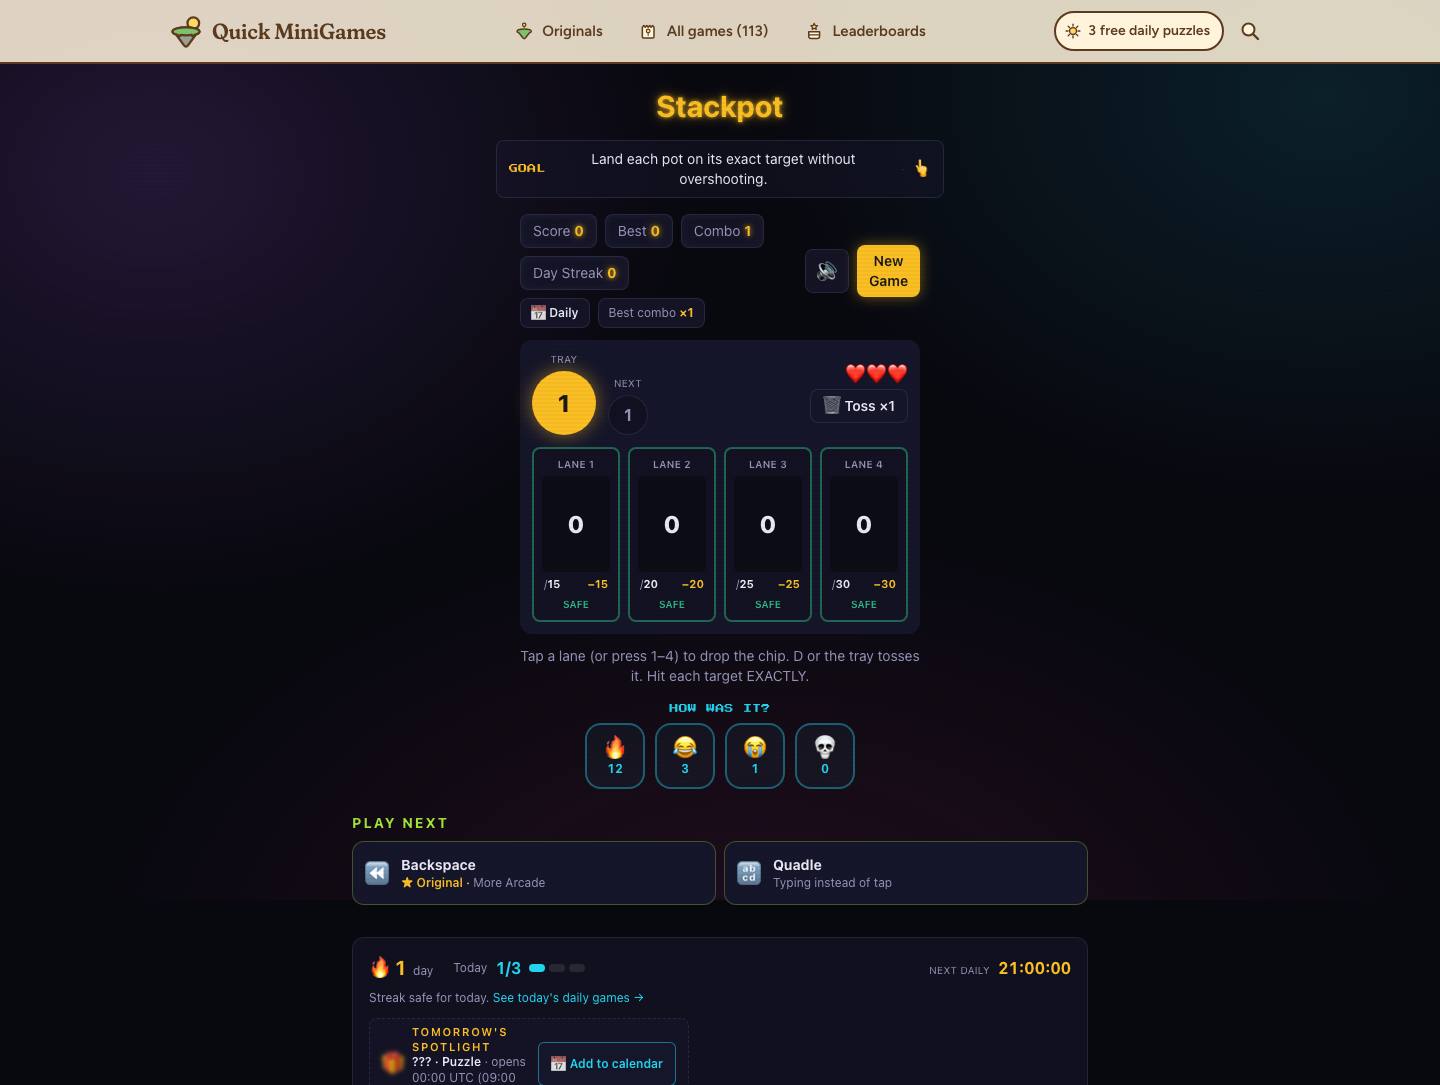 Quick MiniGames
Originals
All games (113)
Leaderboards
3 free daily puzzles
Stackpot
GOAL
Land each pot on its exact target without
overshooting.
Score 0
Best 0
Combo 1
Day Streak 0
New
Game
Daily
Best combo ×1
TRAY
1
NEXT
1
Toss ×1
LANE 1
LANE 2
LANE 3
LANE 4
0
0
0
0
/15 −15
/20 −20
/25 −25
/30 −30
SAFE
SAFE
SAFE
SAFE
Tap a lane (or press 1–4) to drop the chip. D or the tray tosses
it. Hit each target EXACTLY.
HOW WAS IT?
12
3
1
0
PLAY NEXT
Backspace
Original · More Arcade
Quadle
Typing instead of tap
1 day
Today 1/3
NEXT DAILY 21:00:00
Streak safe for today. See today's daily games →
TOMORROW'S
SPOTLIGHT
??? · Puzzle · opens
00:00 UTC (09:00
Add to calendar